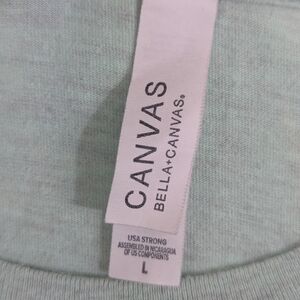 CANVAS
BELLA+CANVAS®
USA STRONG
ASSEMBLED IN NICARAGUA
OF US COMPONENTS
L